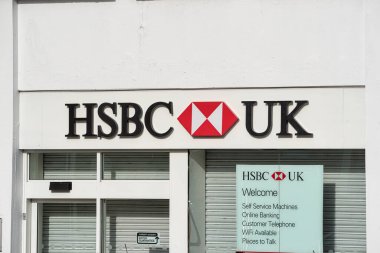 HSBC UK
HSBC UK
Welcome
Self Service Machines
Online Banking
Customer Telephone
WiFi Available
Places to Talk